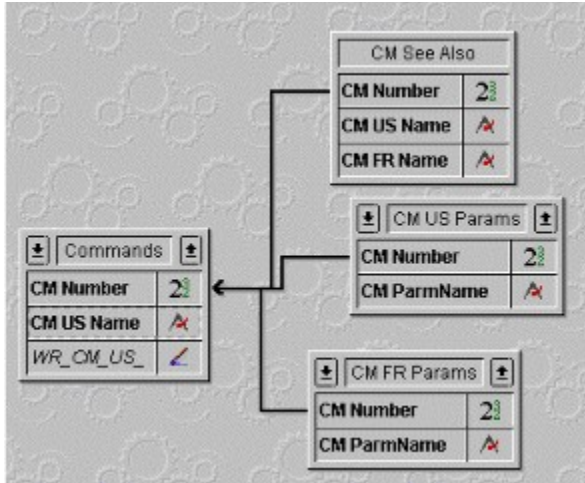 CM See Also
CM Number
CM US Name
CM FR Name
CM US Params
CM Number
CM ParmName
Commands
CM Number
CM US Name
WR_CM_US_
CM FR Params
CM Number
CM ParmName